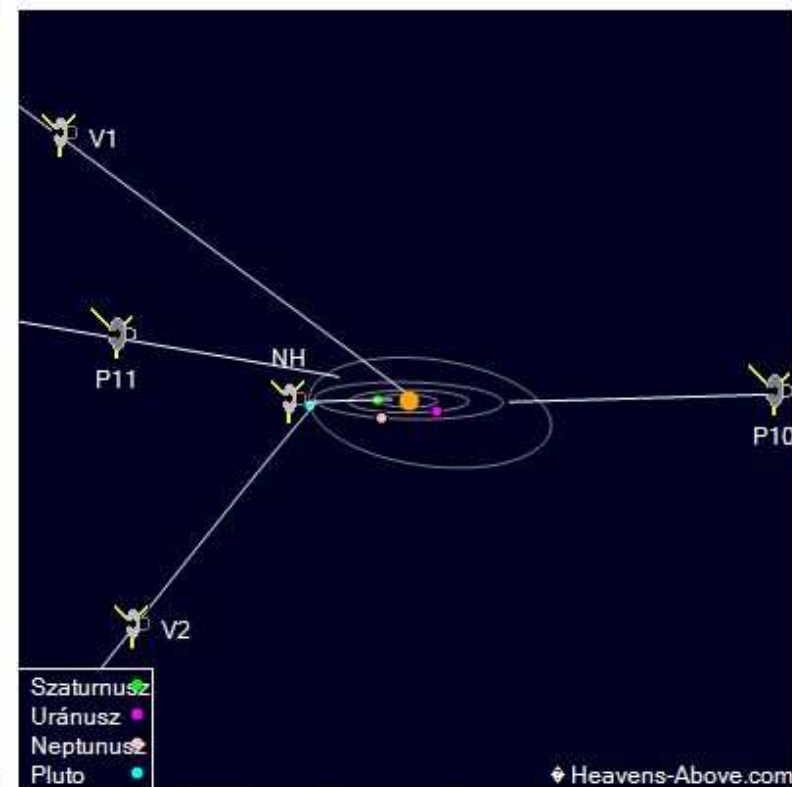 V1
NH
P11
P10
V2
Szaturnusz
Uránusz
Neptunusz
Pluto
� Heavens-Above.com